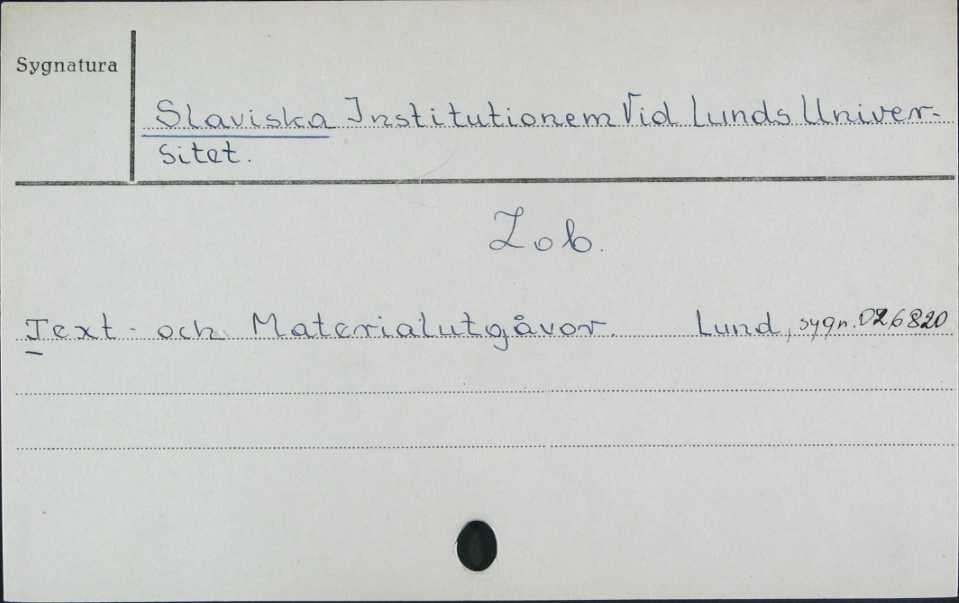 Sygnatura
Slaviska Institutionem Vid Lunds Univer-
sitet.
Zob.
Text- och Materialutgåvor. Lund, sygn. 026820